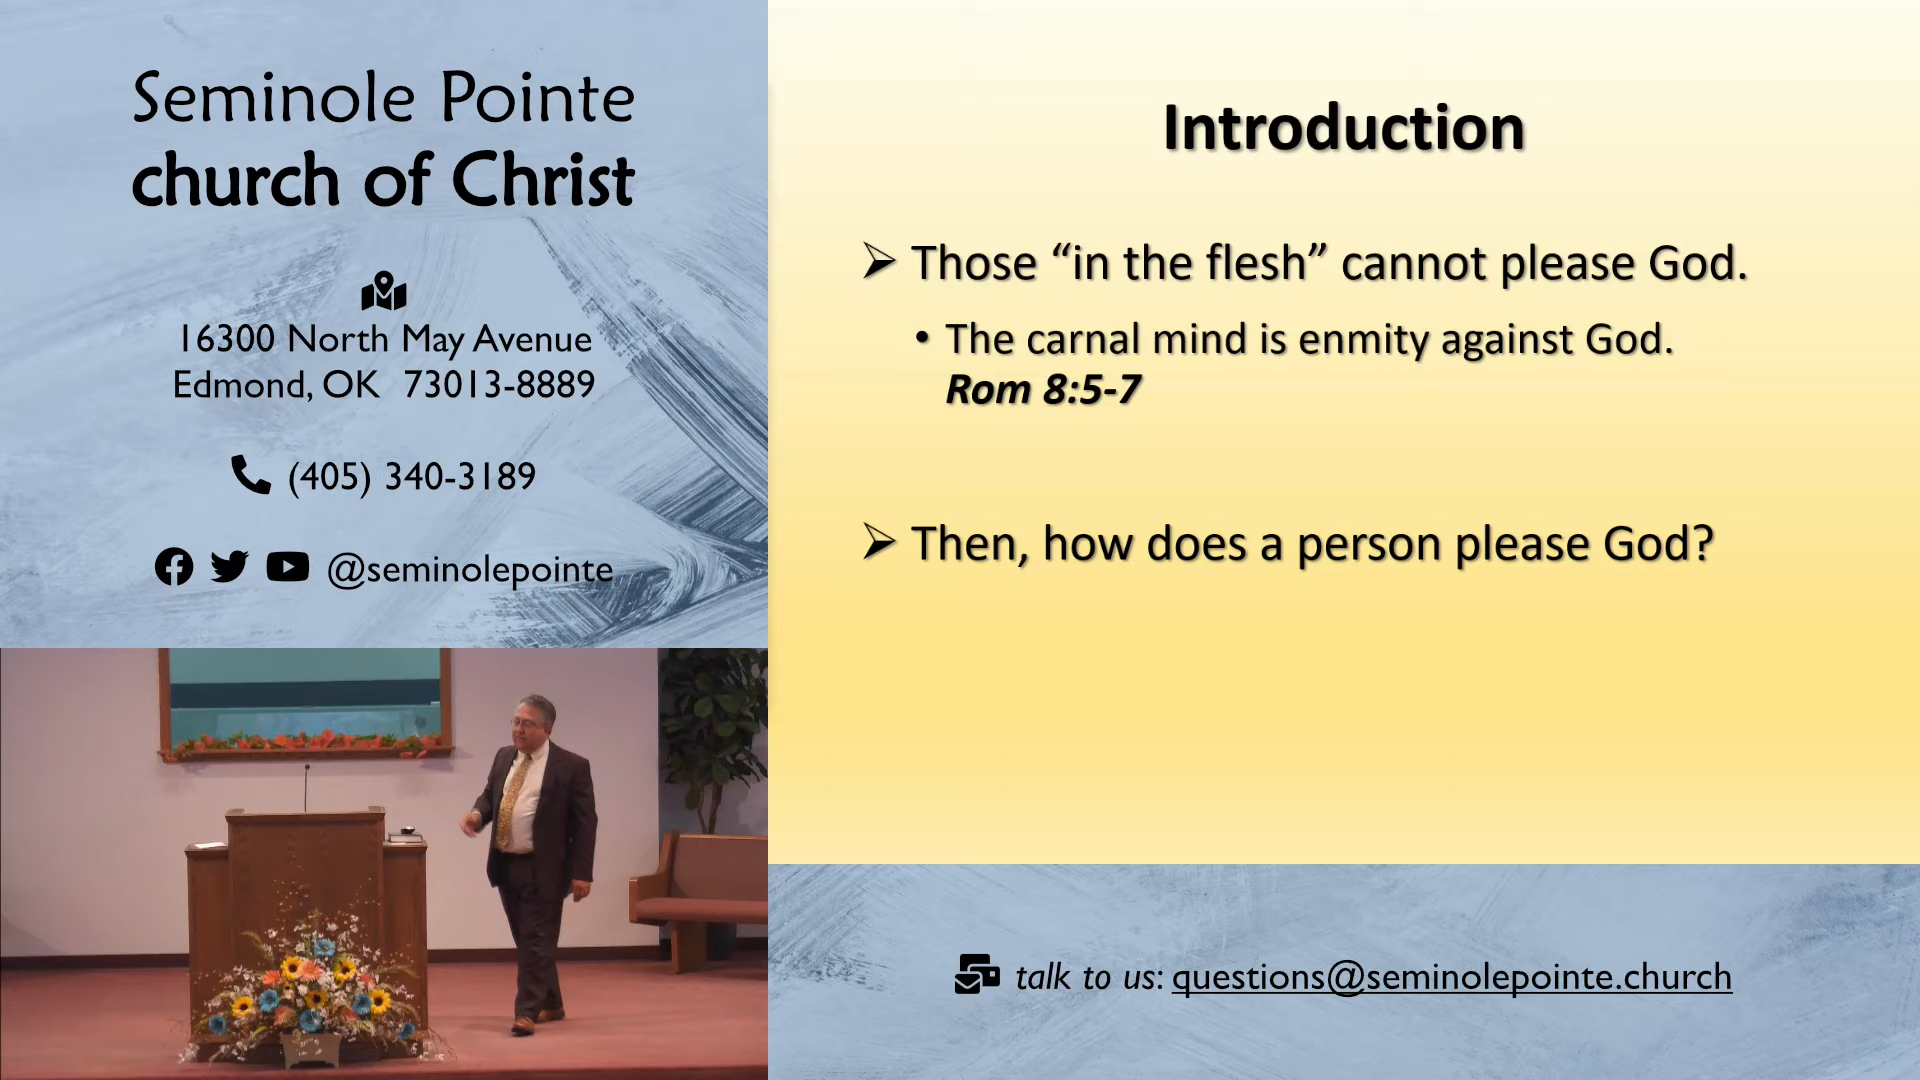 Seminole Pointe
church of Christ
16300 North May Avenue
Edmond, OK 73013-8889
(405) 340-3189
@seminolepointe
Introduction
Those “in the flesh” cannot please God.
• The carnal mind is enmity against God.
Rom 8:5-7
Then, how does a person please God?
talk to us: questions@seminolepointe.church